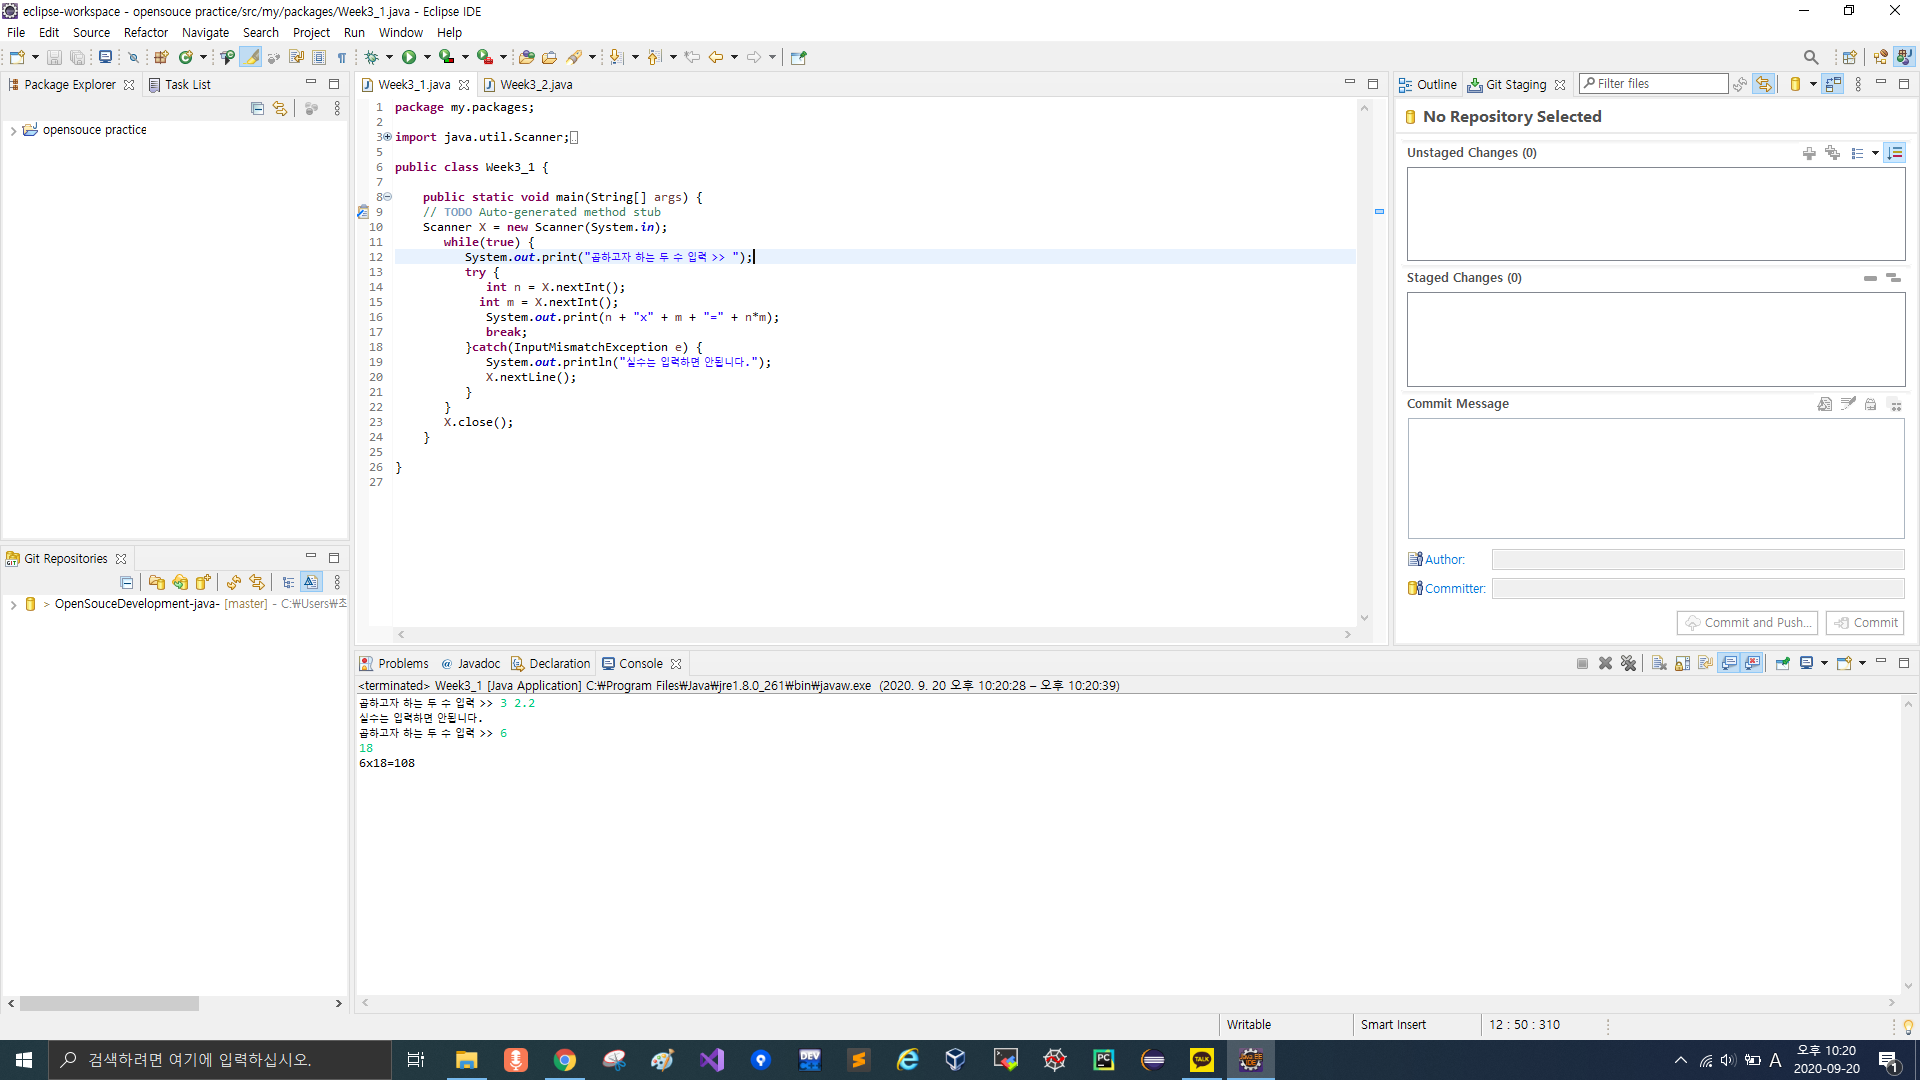 eclipse-workspace - opensouce practice/src/my/packages/Week3_1.java - Eclipse IDE
File Edit Source Refactor Navigate Search Project Run Window Help
Package Explorer Task List
opensouce practice
Week3_1.java Week3_2.java
1 package my.packages;
2
3 import java.util.Scanner;
5
6 public class Week3_1 {
7
8 public static void main(String[] args) {
9 // TODO Auto-generated method stub
10 Scanner X = new Scanner(System.in);
11 while(true) {
12 System.out.print("곱하고자 하는 두 수 입력 >> ");
13 try {
14 int n = X.nextInt();
15 int m = X.nextInt();
16 System.out.print(n + "x" + m + "=" + n*m);
17 break;
18 }catch(InputMismatchException e) {
19 System.out.println("실수는 입력하면 안됩니다.");
20 X.nextLine();
21 }
22 }
23 X.close();
24 }
25
26 }
27
Outline Git Staging Filter files
No Repository Selected
Unstaged Changes (0)
Staged Changes (0)
Commit Message
Author:
Committer:
Commit and Push... Commit
Git Repositories
> OpenSouceDevelopment-java- [master] - C:₩Users₩초
Problems @ Javadoc Declaration Console
<terminated> Week3_1 [Java Application] C:₩Program Files₩Java₩jre1.8.0_261₩bin₩javaw.exe (2020. 9. 20 오후 10:20:28 – 오후 10:20:39)
곱하고자 하는 두 수 입력 >> 3 2.2
실수는 입력하면 안됩니다.
곱하고자 하는 두 수 입력 >> 6
18
6x18=108
Writable Smart Insert 12 : 50 : 310
검색하려면 여기에 입력하십시오.
DEV
PC
TALK
A 오후 10:20
2020-09-20
1